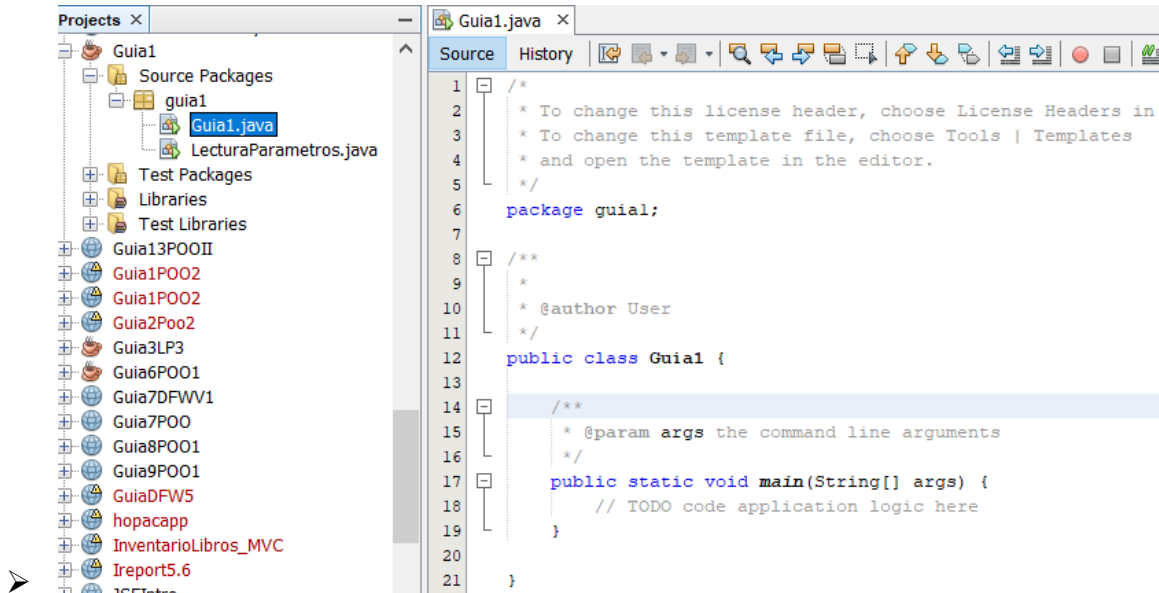 Projects
Guia1
Source Packages
guia1
Guia1.java
LecturaParametros.java
Test Packages
Libraries
Test Libraries
Guia13POOII
Guia1POO2
Guia1POO2
Guia2Poo2
Guia3LP3
Guia6POO1
Guia7DFWV1
Guia7POO
Guia8POO1
Guia9POO1
GuiaDFW5
hopacapp
InventarioLibros_MVC
Ireport5.6
Guia1.java
Source History
1 /*
2 * To change this license header, choose License Headers in
3 * To change this template file, choose Tools | Templates
4 * and open the template in the editor.
5 */
6 package guia1;
7
8 /**
9 *
10 * @author User
11 */
12 public class Guia1 {
13
14 /**
15 * @param args the command line arguments
16 */
17 public static void main(String[] args) {
18 // TODO code application logic here
19 }
20
21 }